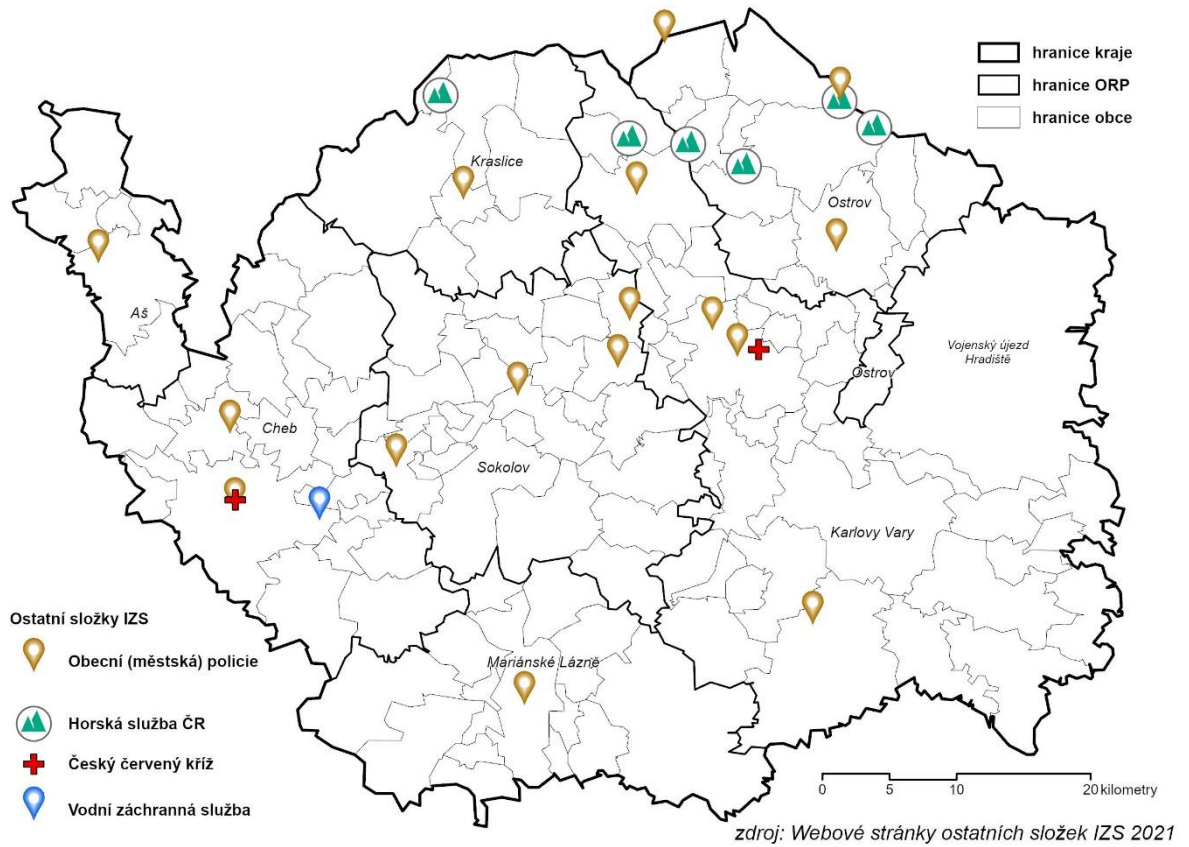 hranice kraje
hranice ORP
hranice obce
Kraslice
Ostrov
Aš
Vojenský újezd
Hradiště
Ostrov
Cheb
Sokolov
Karlovy Vary
Mariánské Lázně
Ostatní složky IZS
Obecní (městská) policie
Horská služba ČR
Český červený kříž
Vodní záchranná služba
0 5 10 20 kilometry
zdroj: Webové stránky ostatních složek IZS 2021